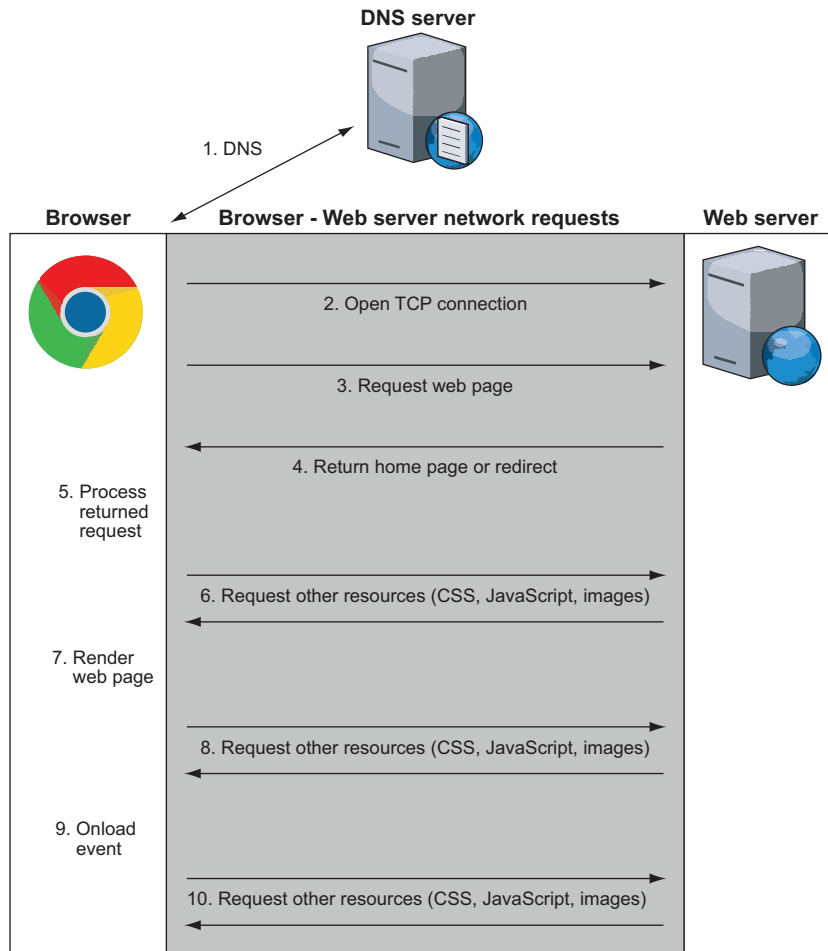 DNS server
1. DNS
Browser
Browser - Web server network requests
Web server
2. Open TCP connection
3. Request web page
4. Return home page or redirect
5. Process
returned
request
6. Request other resources (CSS, JavaScript, images)
7. Render
web page
8. Request other resources (CSS, JavaScript, images)
9. Onload
event
10. Request other resources (CSS, JavaScript, images)